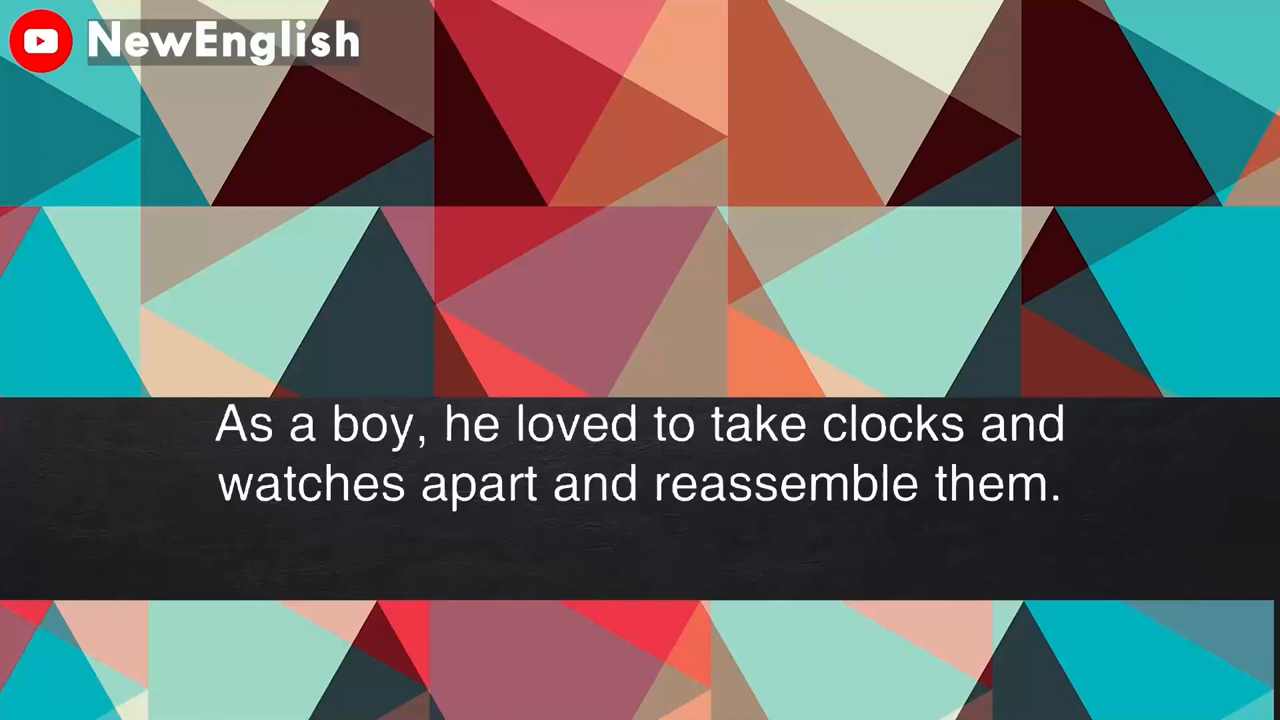 NewEnglish
As a boy, he loved to take clocks and
watches apart and reassemble them.